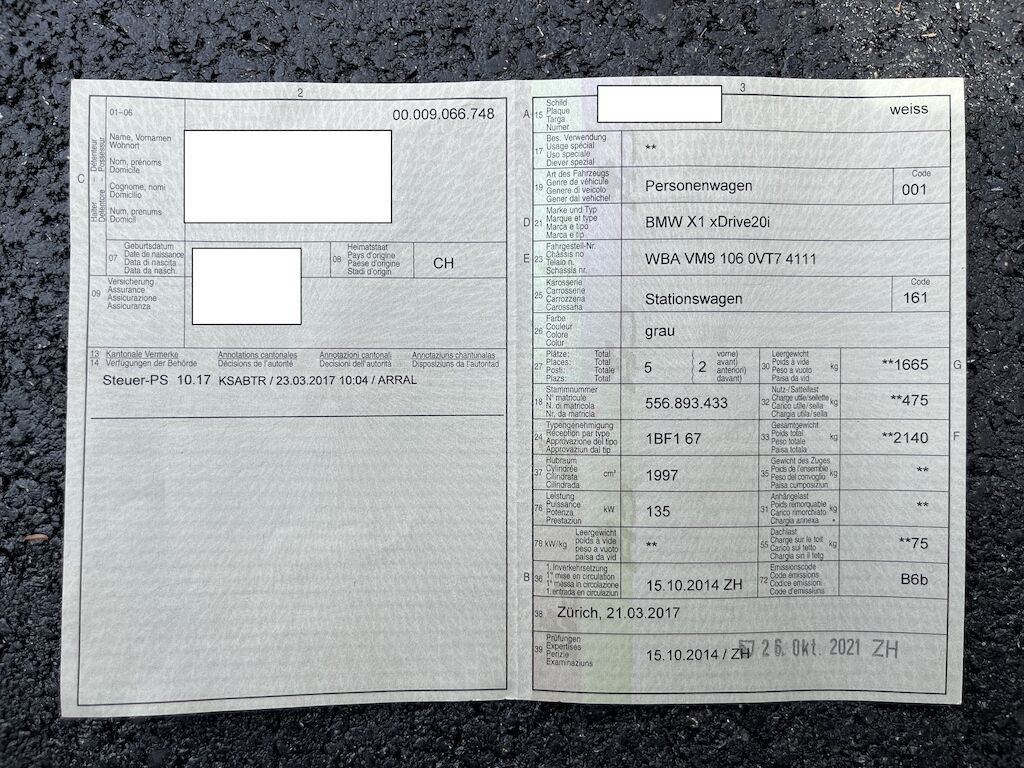 2
01–06
00.009.066.748
C
Halter – Détenteur
Detentore – Possessur
Name, Vornamen
Wohnort
Nom, prénoms
Domicile
Cognome, nomi
Domicilio
Num, prenums
Domicil
07
Geburtsdatum
Date de naissance
Data di nascita
Data da nasch.
08
Heimatstaat
Pays d'origine
Paese d'origine
Stadi d'origin
CH
09
Versicherung
Assurance
Assicurazione
Assicuranza
13 Kantonale Vermerke Annotations cantonales Annotazioni cantonali Annotaziuns chantunalas
14 Verfügungen der Behörde Décisions de l'autorité Decisioni dell'autorità Disposiziuns da l'autoritad
Steuer-PS 10.17 KSABTR / 23.03.2017 10:04 / ARRAL
3
A 15
Schild
Plaque
Targa
Numer
weiss
17
Bes. Verwendung
Usage spécial
Uso speciale
Diever spezial
**
19
Art des Fahrzeugs
Genre de véhicule
Genere di veicolo
Gener dal vehichel
Personenwagen
Code
001
D 21
Marke und Typ
Marque et type
Marca e tipo
Marca e tip
BMW X1 xDrive20i
E 23
Fahrgestell-Nr.
Châssis no
Telaio n.
Schassis nr.
WBA VM9 106 0VT7 4111
25
Karosserie
Carrosserie
Carrozzeria
Carossaria
Stationswagen
Code
161
26
Farbe
Couleur
Colore
Colur
grau
27
Plätze: Total
Places: Total
Posti: Totale
Plazs: Total
5
2
vorne)
avant)
anteriori)
davant)
30
Leergewicht
Poids à vide
Peso a vuoto
Paisa da vid
kg
**1665
G
18
Stammnummer
N° matricule
N. di matricola
Nr. da matricla
556.893.433
32
Nutz-/Sattellast
Charge utile/sellette
Carico utile/sella
Chargia utila/sella
kg
**475
24
Typengenehmigung
Réception par type
Approvazione del tipo
Approvaziun dal tip
1BF1 67
33
Gesamtgewicht
Poids total
Peso totale
Paisa totala
kg
**2140
F
37
Hubraum
Cylindrée
Cilindrata
Cilindrada
cm³
1997
35
Gewicht des Zuges
Poids de l'ensemble
Peso del convoglio
Paisa cumposiziun
kg
**
76
Leistung
Puissance
Potenza
Prestaziun
kW
135
31
Anhängelast
Poids remorquable
Carico rimorchiato
Chargia annexa
kg
**
78 kW/kg
Leergewicht
poids à vide
peso a vuoto
paisa da vid
**
55
Dachlast
Charge sur le toit
Carico sul tetto
Chargia sin il tetg
kg
**75
B 36
1. Inverkehrsetzung
1re mise en circulation
1a messa in circolazione
1. entrada en circulaziun
15.10.2014 ZH
72
Emissionscode
Code émissions
Codice emissioni
Code d'emissiuns
B6b
38
Zürich, 21.03.2017
39
Prüfungen
Expertises
Perizie
Examinaziuns
15.10.2014 / ZH
57 26. Okt. 2021 ZH